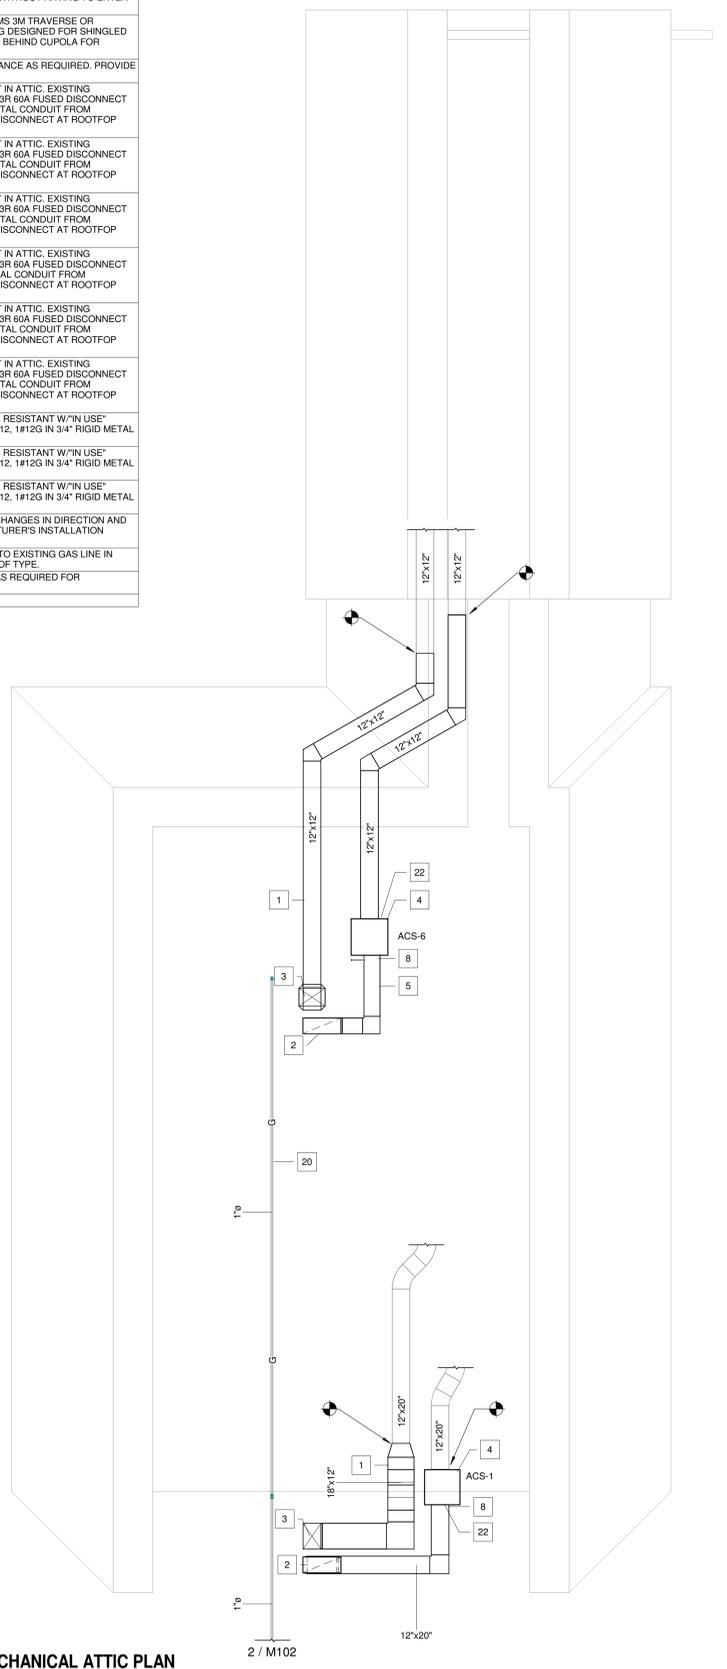 MS 3M TRAVERSE OR
G DESIGNED FOR SHINGLED
BEHIND CUPOLA FOR
ANCE AS REQUIRED. PROVIDE
T IN ATTIC. EXISTING
3R 60A FUSED DISCONNECT
TAL CONDUIT FROM
ISCONNECT AT ROOTFOP
T IN ATTIC. EXISTING
3R 60A FUSED DISCONNECT
TAL CONDUIT FROM
ISCONNECT AT ROOTFOP
T IN ATTIC. EXISTING
3R 60A FUSED DISCONNECT
TAL CONDUIT FROM
ISCONNECT AT ROOTFOP
T IN ATTIC. EXISTING
3R 60A FUSED DISCONNECT
AL CONDUIT FROM
ISCONNECT AT ROOTFOP
T IN ATTIC. EXISTING
3R 60A FUSED DISCONNECT
TAL CONDUIT FROM
ISCONNECT AT ROOTFOP
T IN ATTIC. EXISTING
3R 60A FUSED DISCONNECT
TAL CONDUIT FROM
ISCONNECT AT ROOTFOP
RESISTANT W/"IN USE"
12, 1#12G IN 3/4" RIGID METAL
RESISTANT W/"IN USE"
12, 1#12G IN 3/4" RIGID METAL
RESISTANT W/"IN USE"
12, 1#12G IN 3/4" RIGID METAL
CHANGES IN DIRECTION AND
TURER'S INSTALLATION
TO EXISTING GAS LINE IN
OF TYPE.
AS REQUIRED FOR
12"x12"
12"x12"
12"x12"
12"x12"
12"x12"
12"x12"
22
1
4
ACS-6
8
3
5
2
G
20
1"ø
G
12"x20"
12"x20"
4
1
ACS-1
18"x12"
8
3
22
2
1"ø
12"x20"
2 / M102
CHANICAL ATTIC PLAN